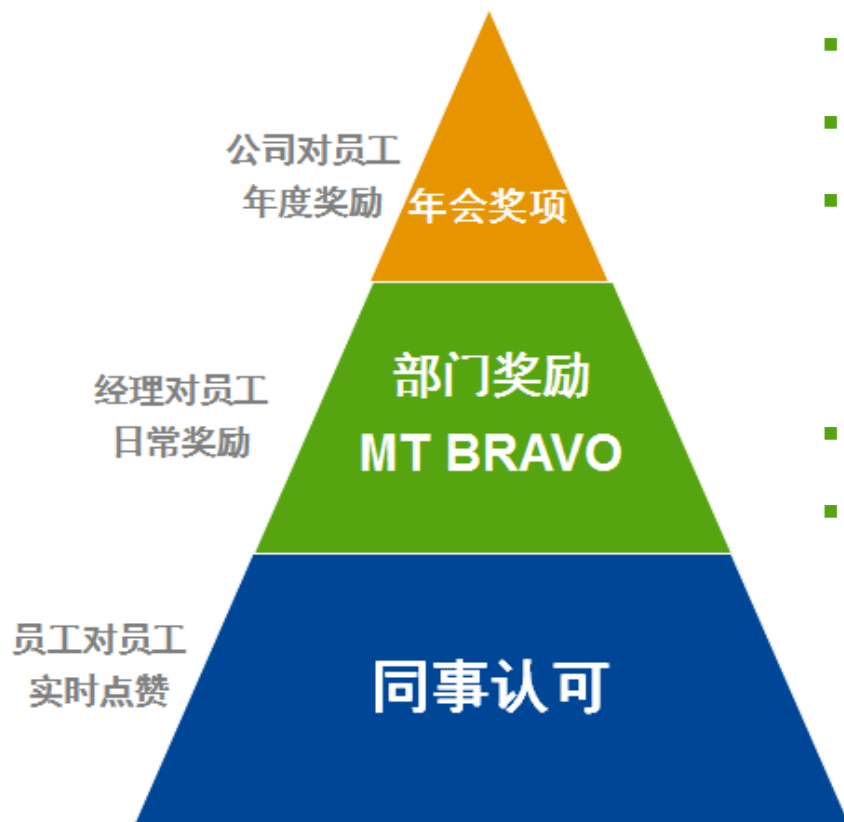 公司对员工
年度奖励
年会奖项
经理对员工
日常奖励
部门奖励
MT BRAVO
员工对员工
实时点赞
同事认可